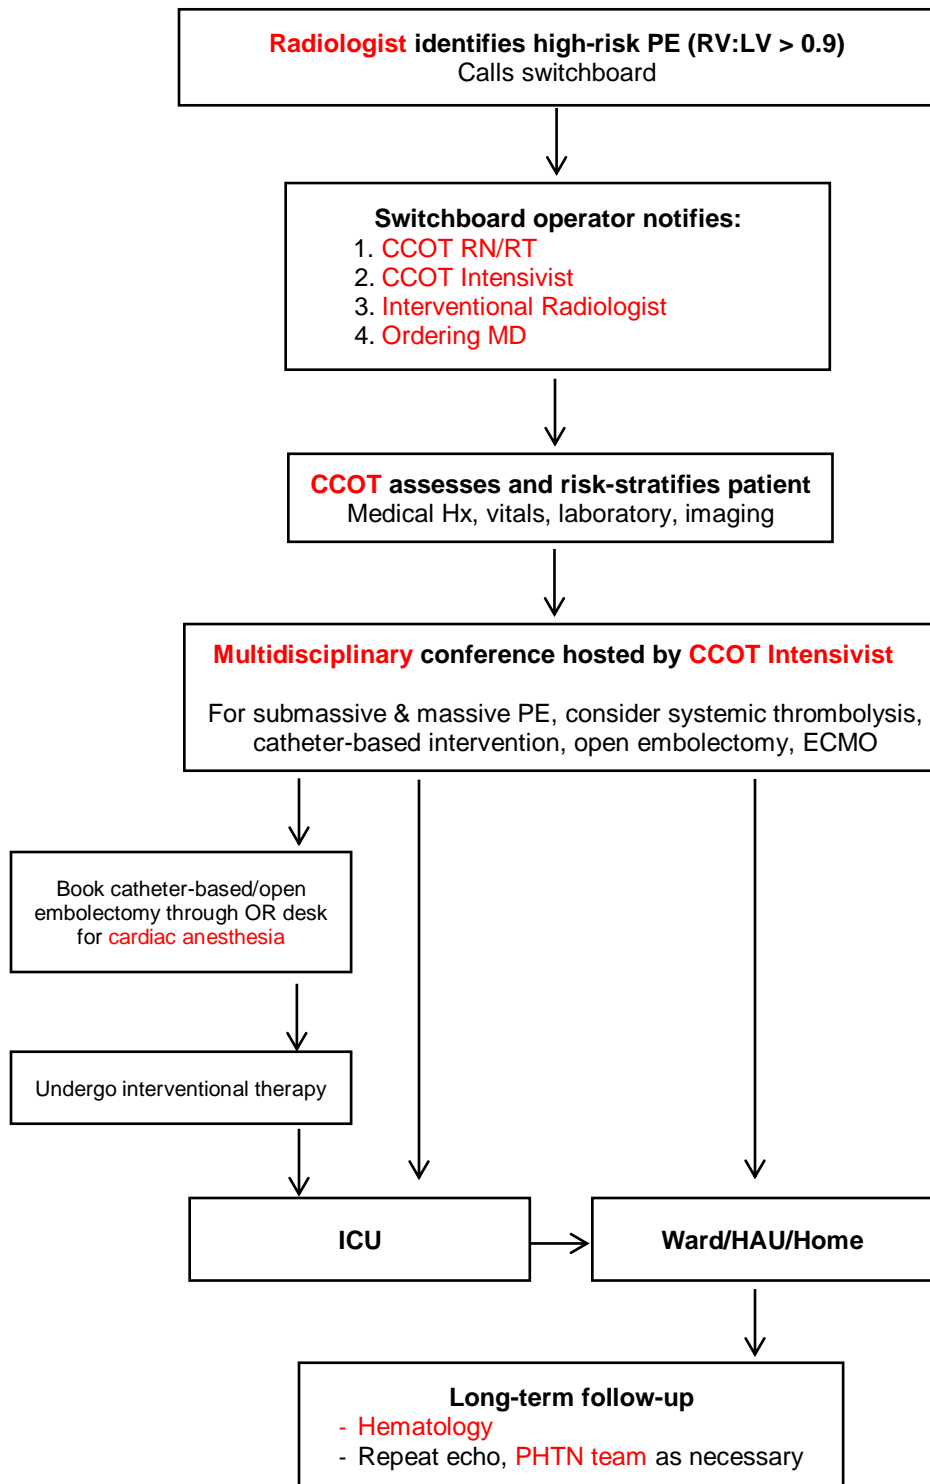 Radiologist identifies high-risk PE (RV:LV > 0.9)
Calls switchboard
Switchboard operator notifies:
1. CCOT RN/RT
2. CCOT Intensivist
3. Interventional Radiologist
4. Ordering MD
CCOT assesses and risk-stratifies patient
Medical Hx, vitals, laboratory, imaging
Multidisciplinary conference hosted by CCOT Intensivist
For submassive & massive PE, consider systemic thrombolysis,
catheter-based intervention, open embolectomy, ECMO
Book catheter-based/open
embolectomy through OR desk
for cardiac anesthesia
Undergo interventional therapy
ICU
Ward/HAU/Home
Long-term follow-up
- Hematology
- Repeat echo, PHTN team as necessary